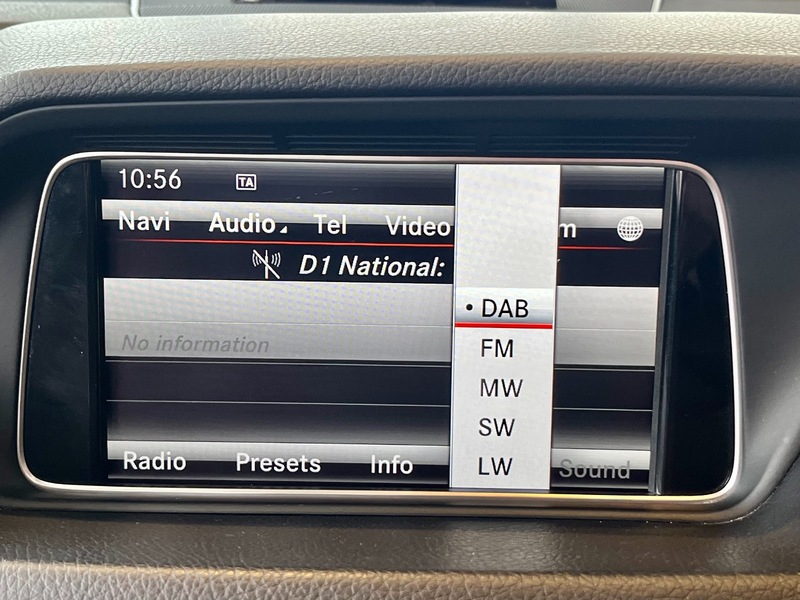 10:56 TA
Navi Audio Tel Video m
D1 National:
DAB
FM
No information
MW
SW
LW
Radio Presets Info Sound